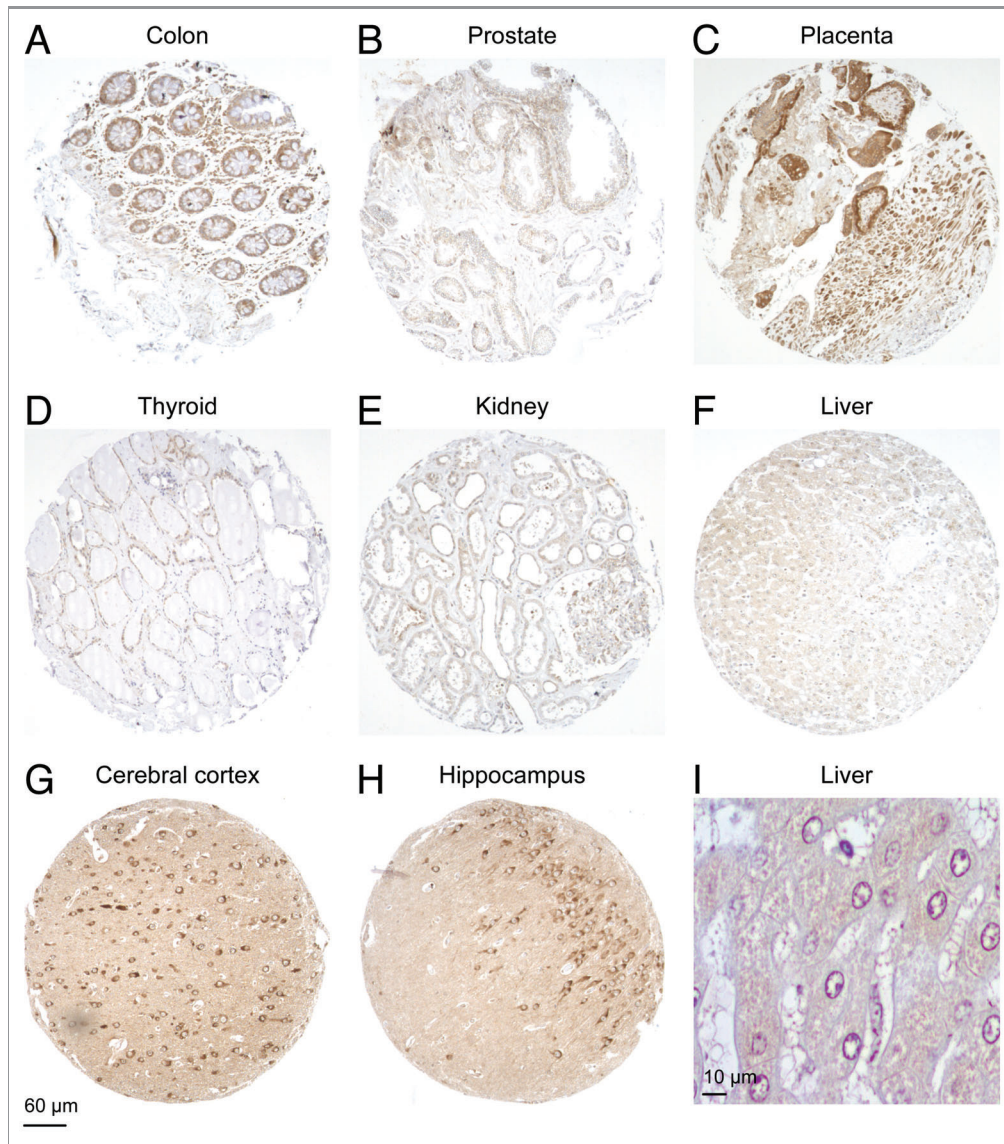 A Colon
B Prostate
C Placenta
D Thyroid
E Kidney
F Liver
G Cerebral cortex
H Hippocampus
I Liver
10 µm
60 µm